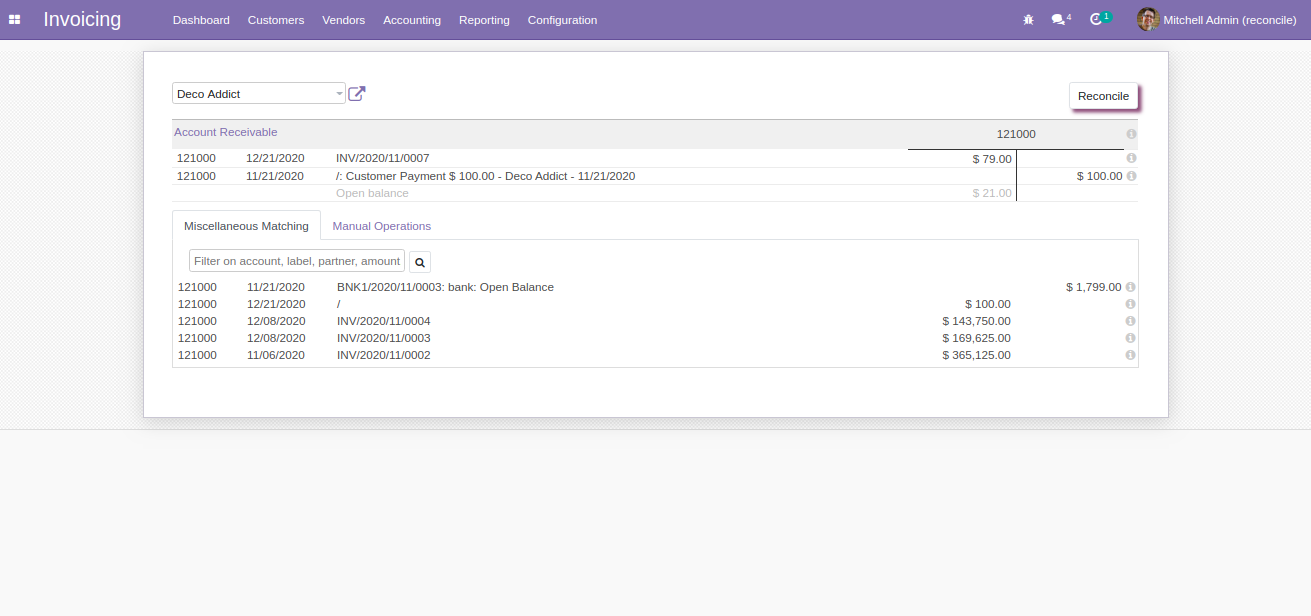 Invoicing Dashboard Customers Vendors Accounting Reporting Configuration 4 1 Mitchell Admin (reconcile)
Deco Addict Reconcile
Account Receivable 121000
121000 12/21/2020 INV/2020/11/0007 $ 79.00
121000 11/21/2020 /: Customer Payment $ 100.00 - Deco Addict - 11/21/2020 $ 100.00
Open balance $ 21.00
Miscellaneous Matching Manual Operations
Filter on account, label, partner, amount
121000 11/21/2020 BNK1/2020/11/0003: bank: Open Balance $ 1,799.00
121000 12/21/2020 / $ 100.00
121000 12/08/2020 INV/2020/11/0004 $ 143,750.00
121000 12/08/2020 INV/2020/11/0003 $ 169,625.00
121000 11/06/2020 INV/2020/11/0002 $ 365,125.00